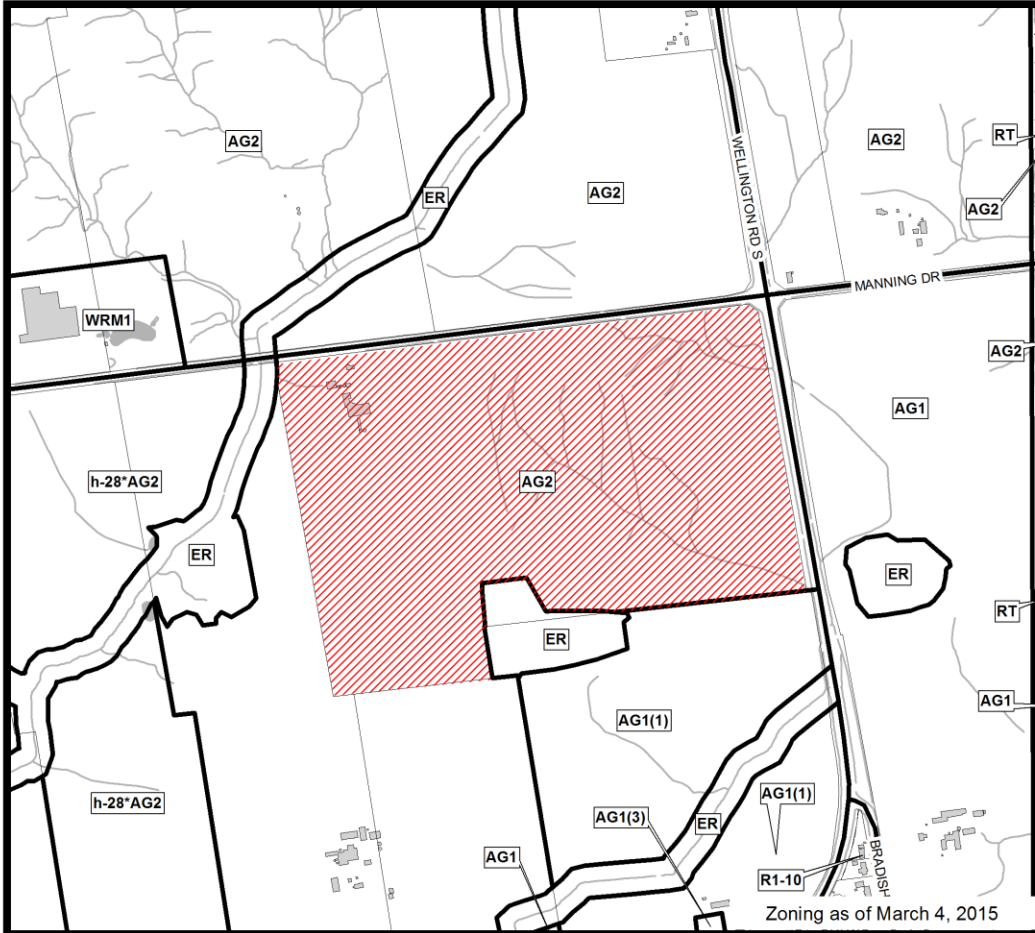 AG2
ER
AG2
WELLINGTON RD S
AG2
RT
AG2
MANNING DR
WRM1
AG2
AG1
h-28*AG2
AG2
ER
ER
ER
RT
AG1(1)
AG1
h-28*AG2
AG1(3)
ER
AG1(1)
AG1
R1-10
BRADISH
Zoning as of March 4, 2015